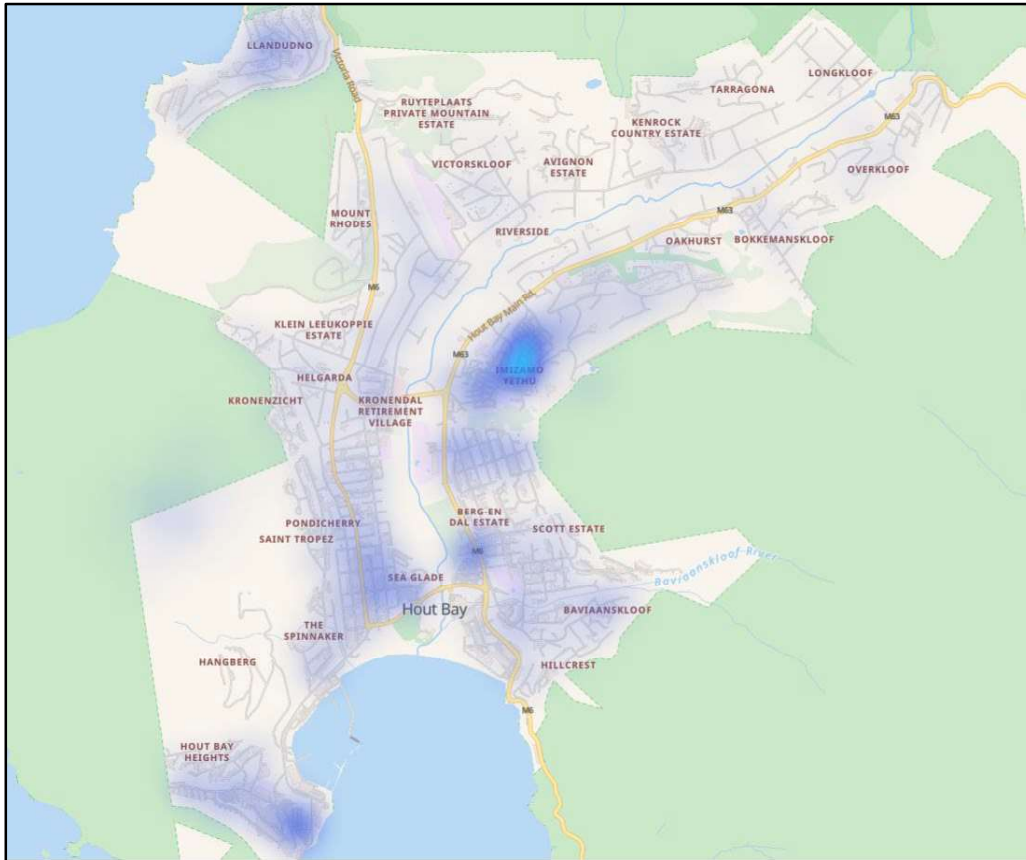 LLANDUDNO
Victoria Road
LONGKLOOF
TARRAGONA
RUYTEPLAATS
PRIVATE MOUNTAIN
ESTATE
KENROCK
COUNTRY ESTATE
M63
VICTORSKLOOF
AVIGNON
ESTATE
OVERKLOOF
MOUNT
RHODES
M63
RIVERSIDE
OAKHURST
BOKKEMANSKLOOF
M6
Hout Bay Main Rd.
KLEIN LEEUKOPPIE
ESTATE
M63
IMIZAMO
YETHU
HELGARDA
KRONENZICHT
KRONENDAL
RETIREMENT
VILLAGE
BERG-EN
DAL ESTATE
PONDICHERRY
SCOTT ESTATE
SAINT TROPEZ
M6
Baviaanskloof River
SEA GLADE
Hout Bay
BAVIAANSKLOOF
THE
SPINNAKER
HANGBERG
HILLCREST
M6
HOUT BAY
HEIGHTS